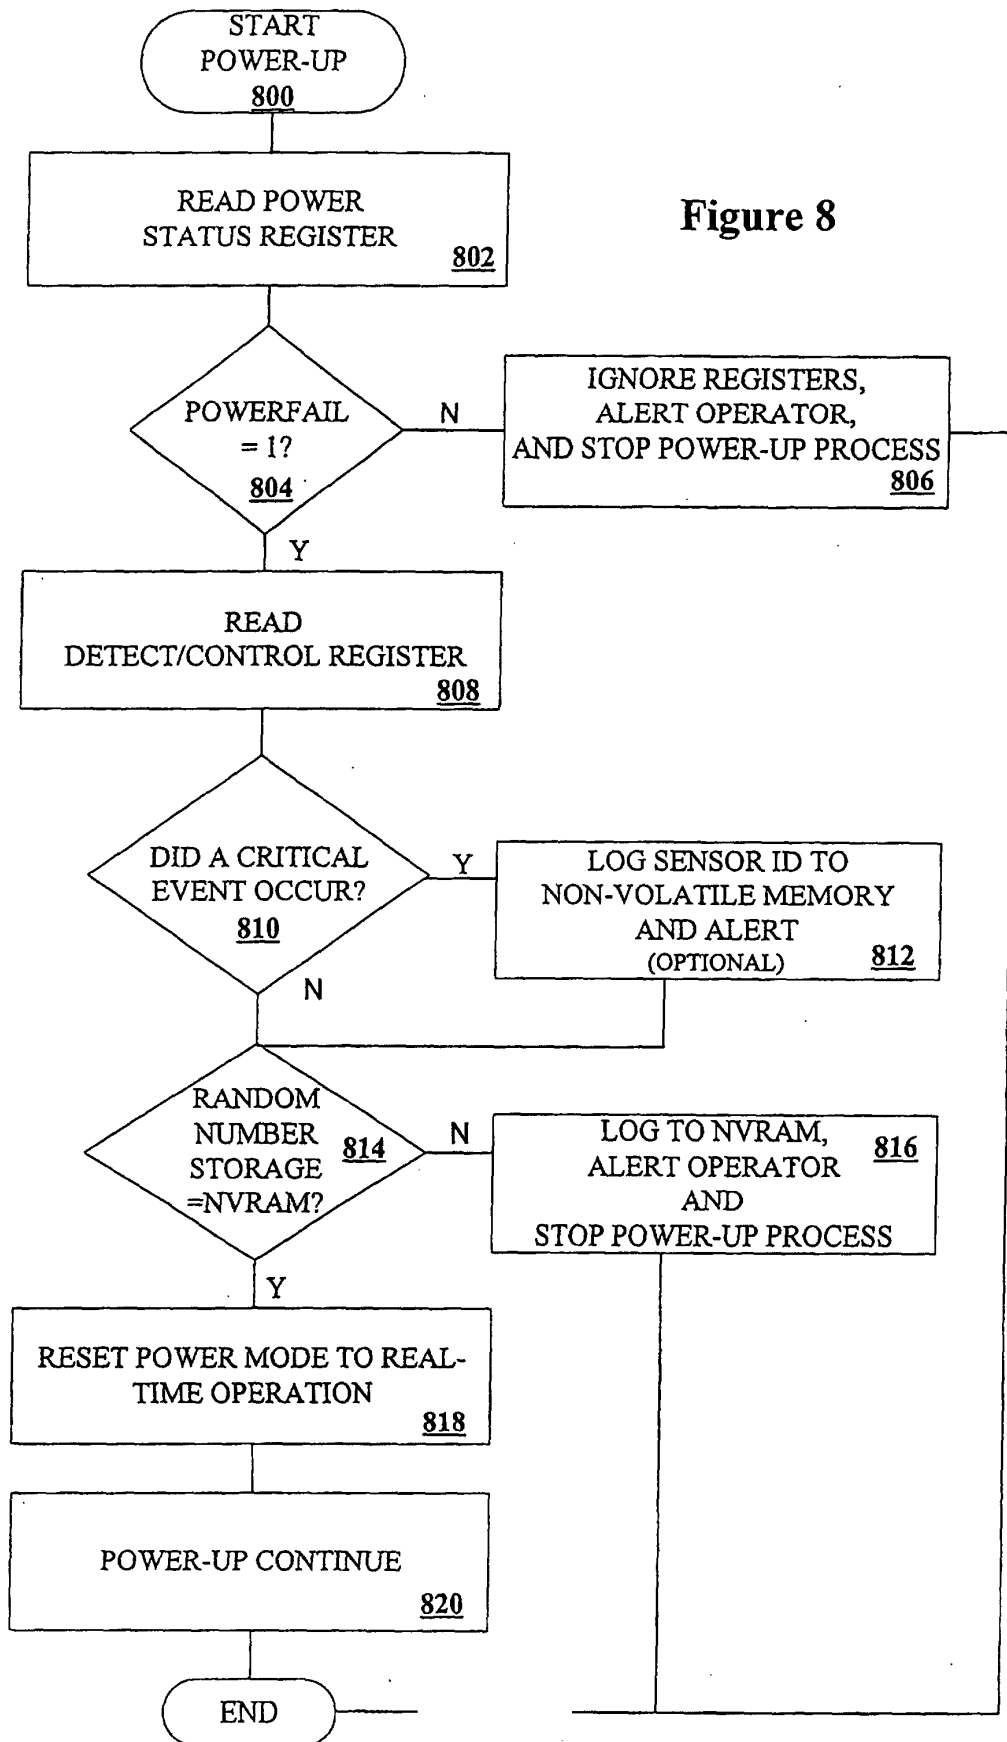 START
POWER-UP
800
READ POWER
STATUS REGISTER
802
Figure 8
POWERFAIL
= 1?
804
N
IGNORE REGISTERS,
ALERT OPERATOR,
AND STOP POWER-UP PROCESS
806
Y
READ
DETECT/CONTROL REGISTER
808
DID A CRITICAL
EVENT OCCUR?
810
Y
LOG SENSOR ID TO
NON-VOLATILE MEMORY
AND ALERT
(OPTIONAL)
812
N
RANDOM
NUMBER
STORAGE
=NVRAM?
814
N
LOG TO NVRAM,
ALERT OPERATOR
AND
STOP POWER-UP PROCESS
816
Y
RESET POWER MODE TO REAL-
TIME OPERATION
818
POWER-UP CONTINUE
820
END